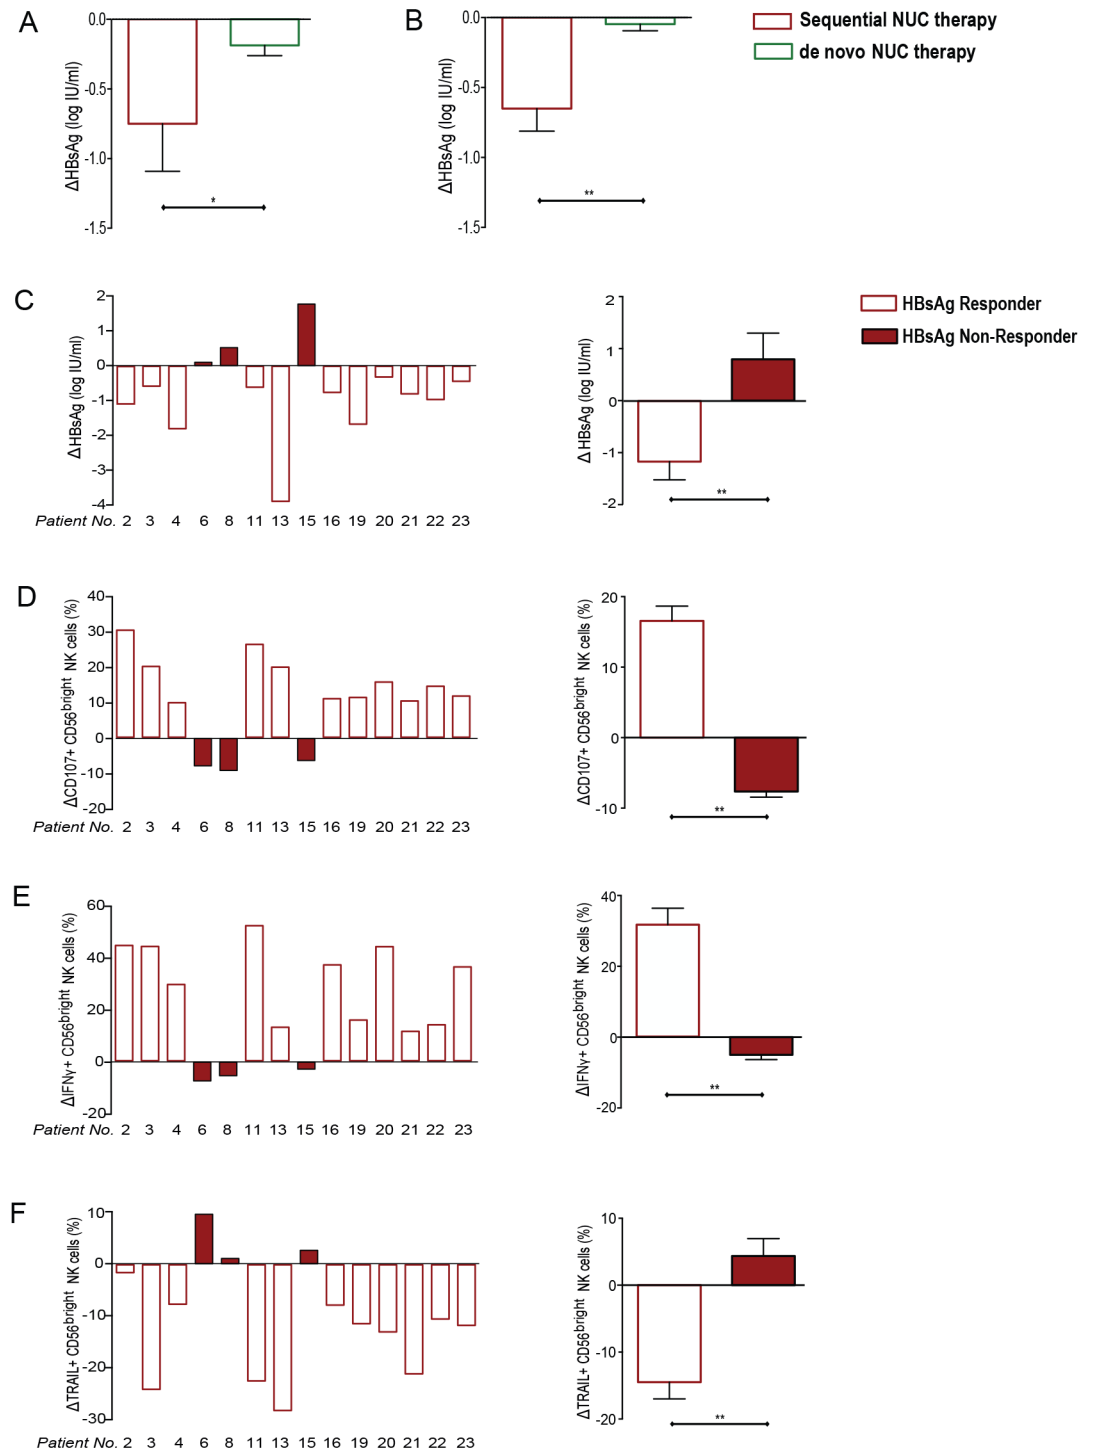 A
0.0
-0.5
-1.0
-1.5
ΔHBsAg (log IU/ml)
*
B
0.0
-0.5
-1.0
-1.5
ΔHBsAg (log IU/ml)
**
Sequential NUC therapy
de novo NUC therapy
C
2
1
0
-1
-2
-3
-4
ΔHBsAg (log IU/ml)
Patient No. 2 3 4 6 8 11 13 15 16 19 20 21 22 23
2
1
0
-1
-2
ΔHBsAg (log IU/ml)
**
HBsAg Responder
HBsAg Non-Responder
D
40
30
20
10
0
-10
-20
ΔCD107+ CD56bright NK cells (%)
Patient No. 2 3 4 6 8 11 13 15 16 19 20 21 22 23
20
10
0
-10
ΔCD107+ CD56bright NK cells (%)
**
E
60
40
20
0
-20
ΔIFNγ+ CD56bright NK cells (%)
Patient No. 2 3 4 6 8 11 13 15 16 19 20 21 22 23
40
20
0
-20
ΔIFNγ+ CD56bright NK cells (%)
**
F
10
0
-10
-20
-30
ΔTRAIL+ CD56bright NK cells (%)
Patient No. 2 3 4 6 8 11 13 15 16 19 20 21 22 23
10
0
-10
-20
ΔTRAIL+ CD56bright NK cells (%)
**